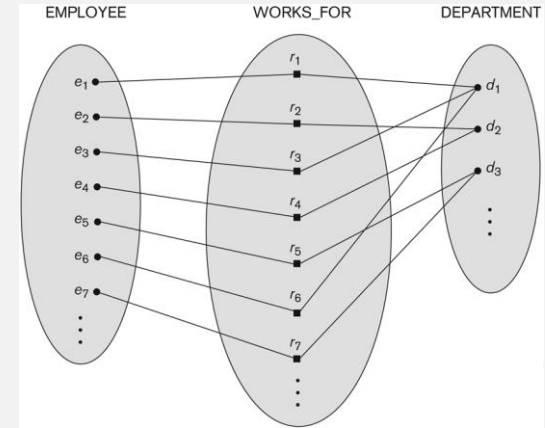 EMPLOYEE WORKS_FOR DEPARTMENT
e1
e2
e3
e4
e5
e6
e7
r1
r2
r3
r4
r5
r6
r7
d1
d2
d3